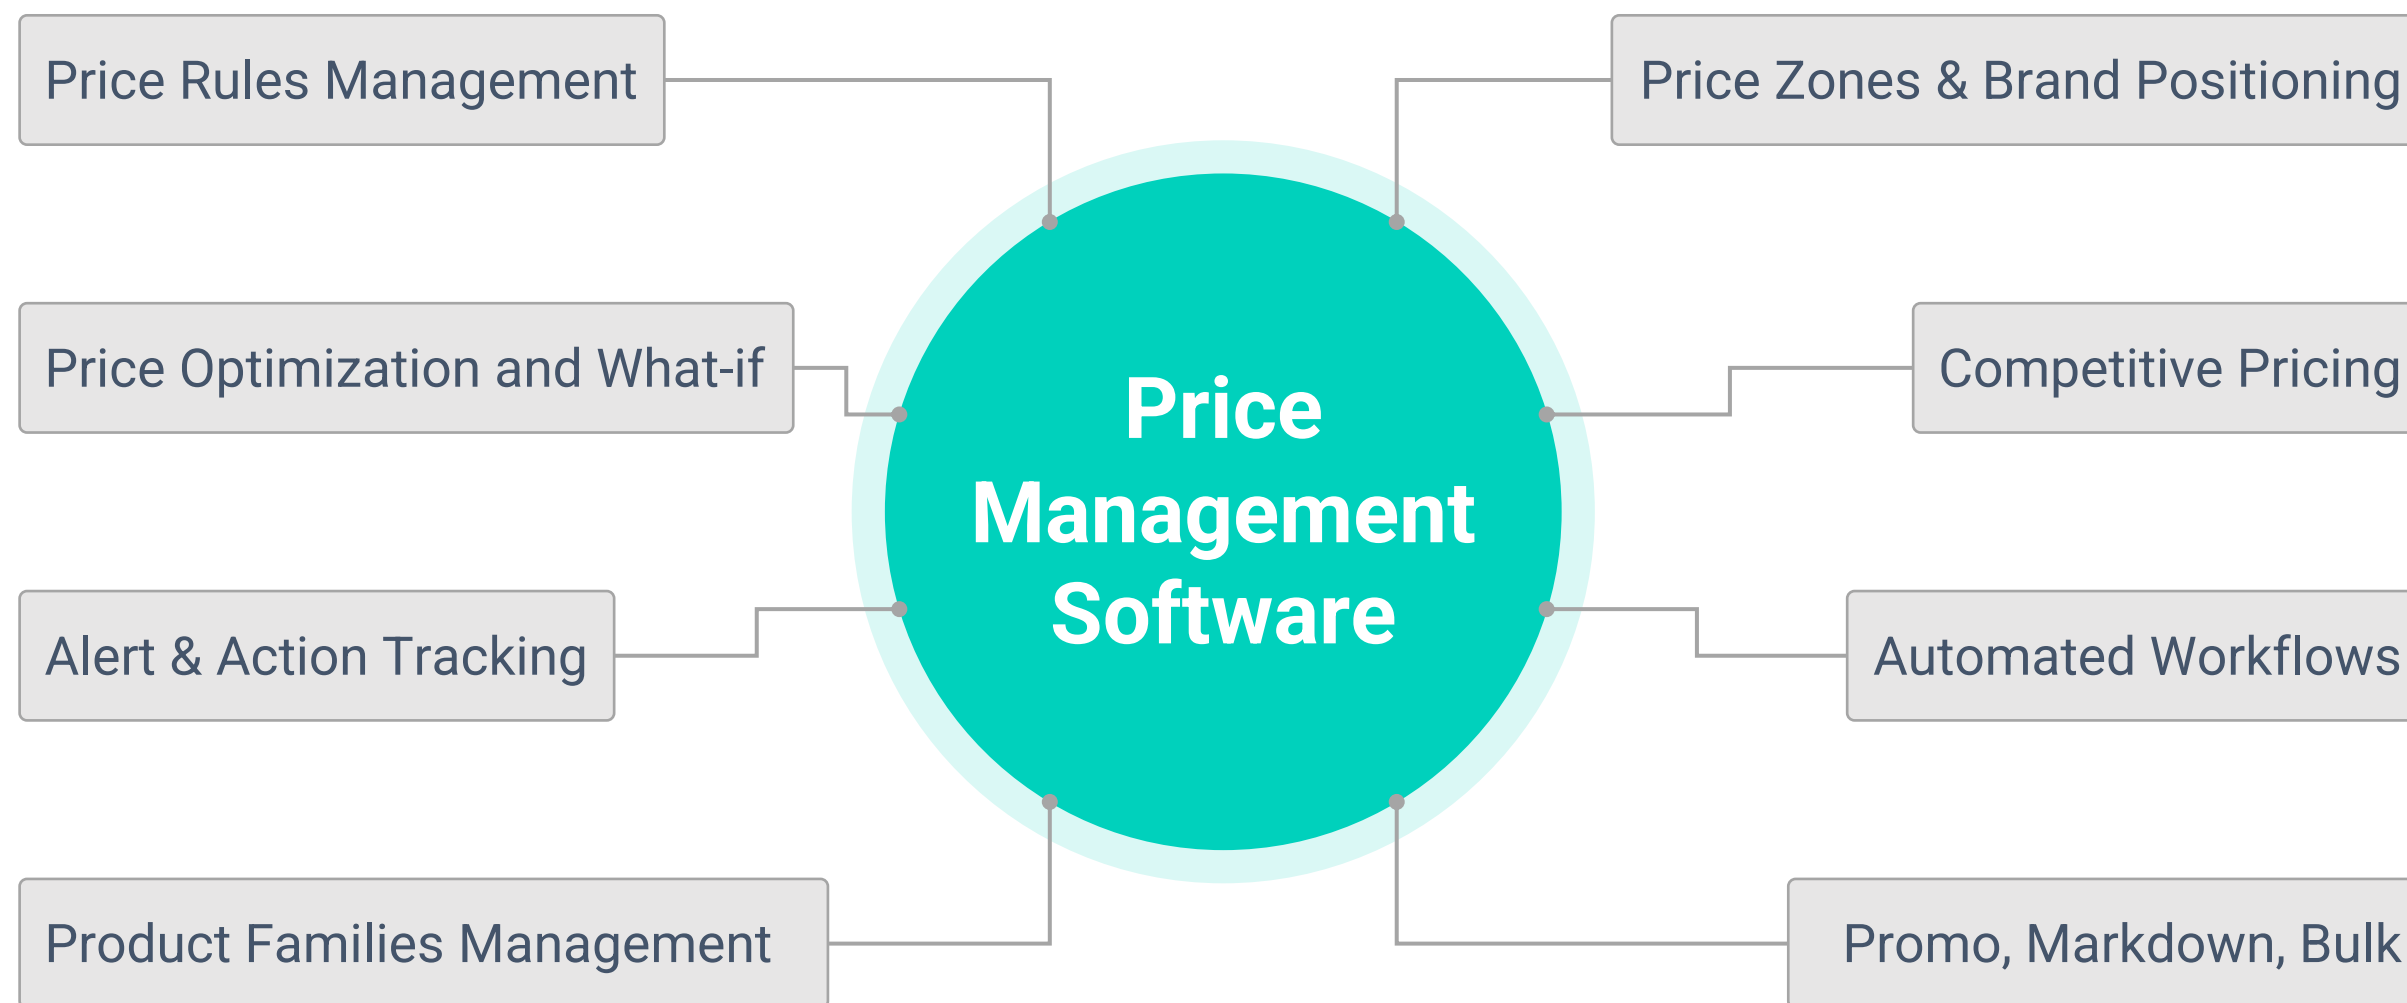 Price Rules Management
Price Zones & Brand Positioning
Price Optimization and What-if
Competitive Pricing
Price
Management
Software
Alert & Action Tracking
Automated Workflows
Product Families Management
Promo, Markdown, Bulk